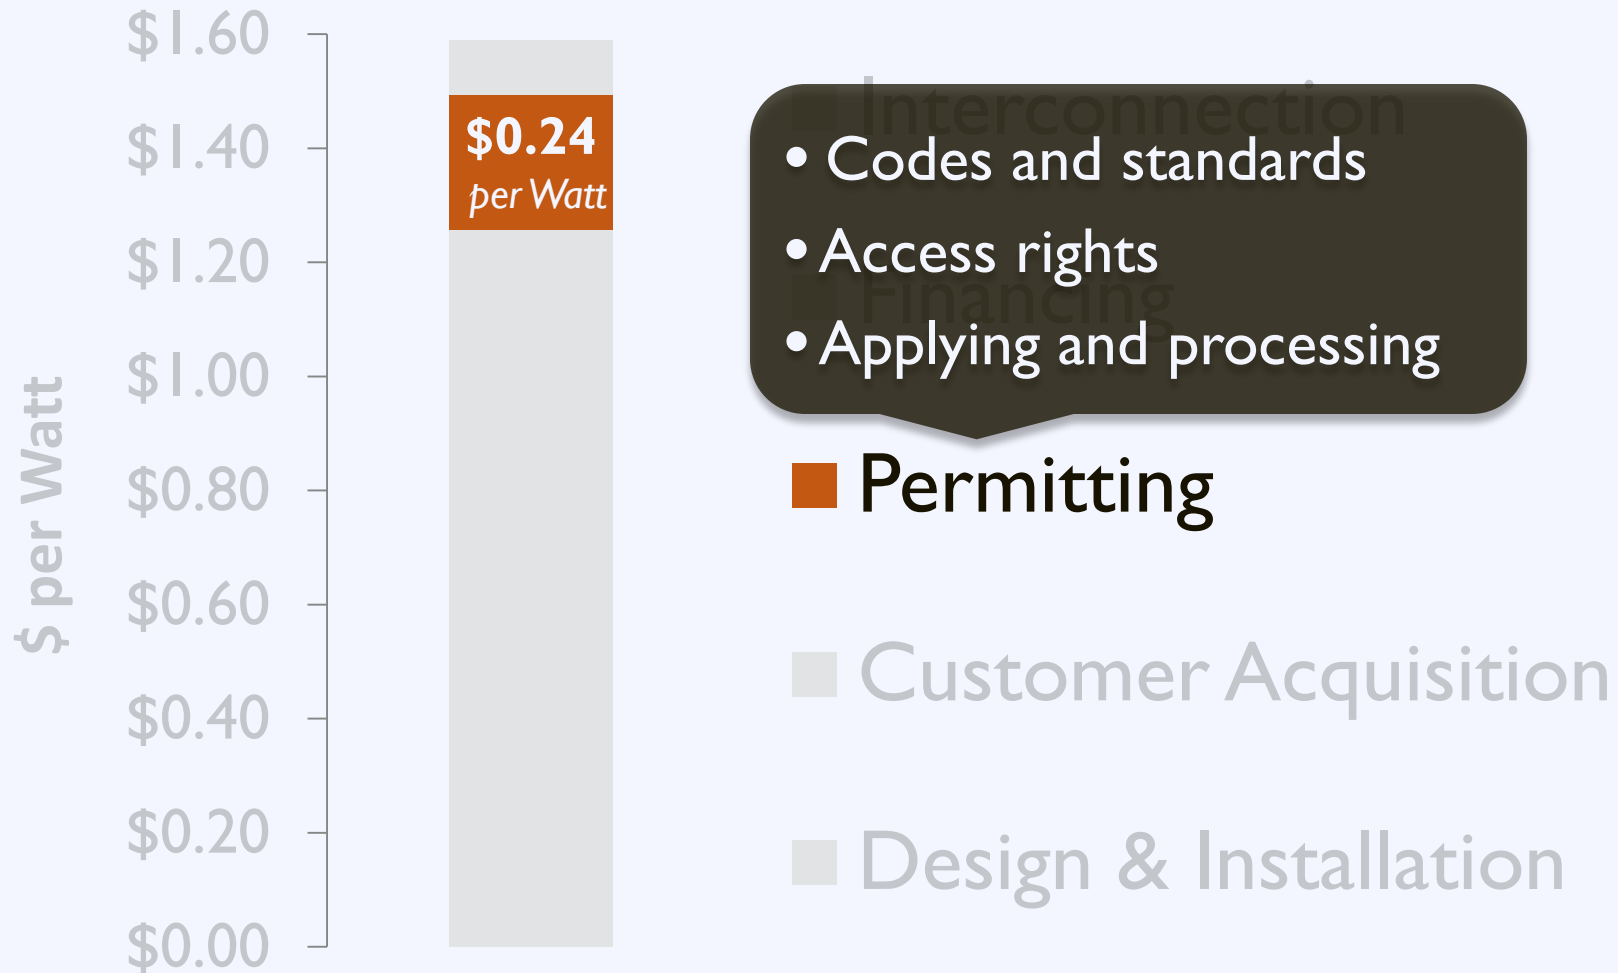 $ per Watt
$1.60
$1.40
$1.20
$1.00
$0.80
$0.60
$0.40
$0.20
$0.00
$0.24
per Watt
Interconnection
• Codes and standards
• Access rights
Financing
• Applying and processing
Permitting
Customer Acquisition
Design & Installation